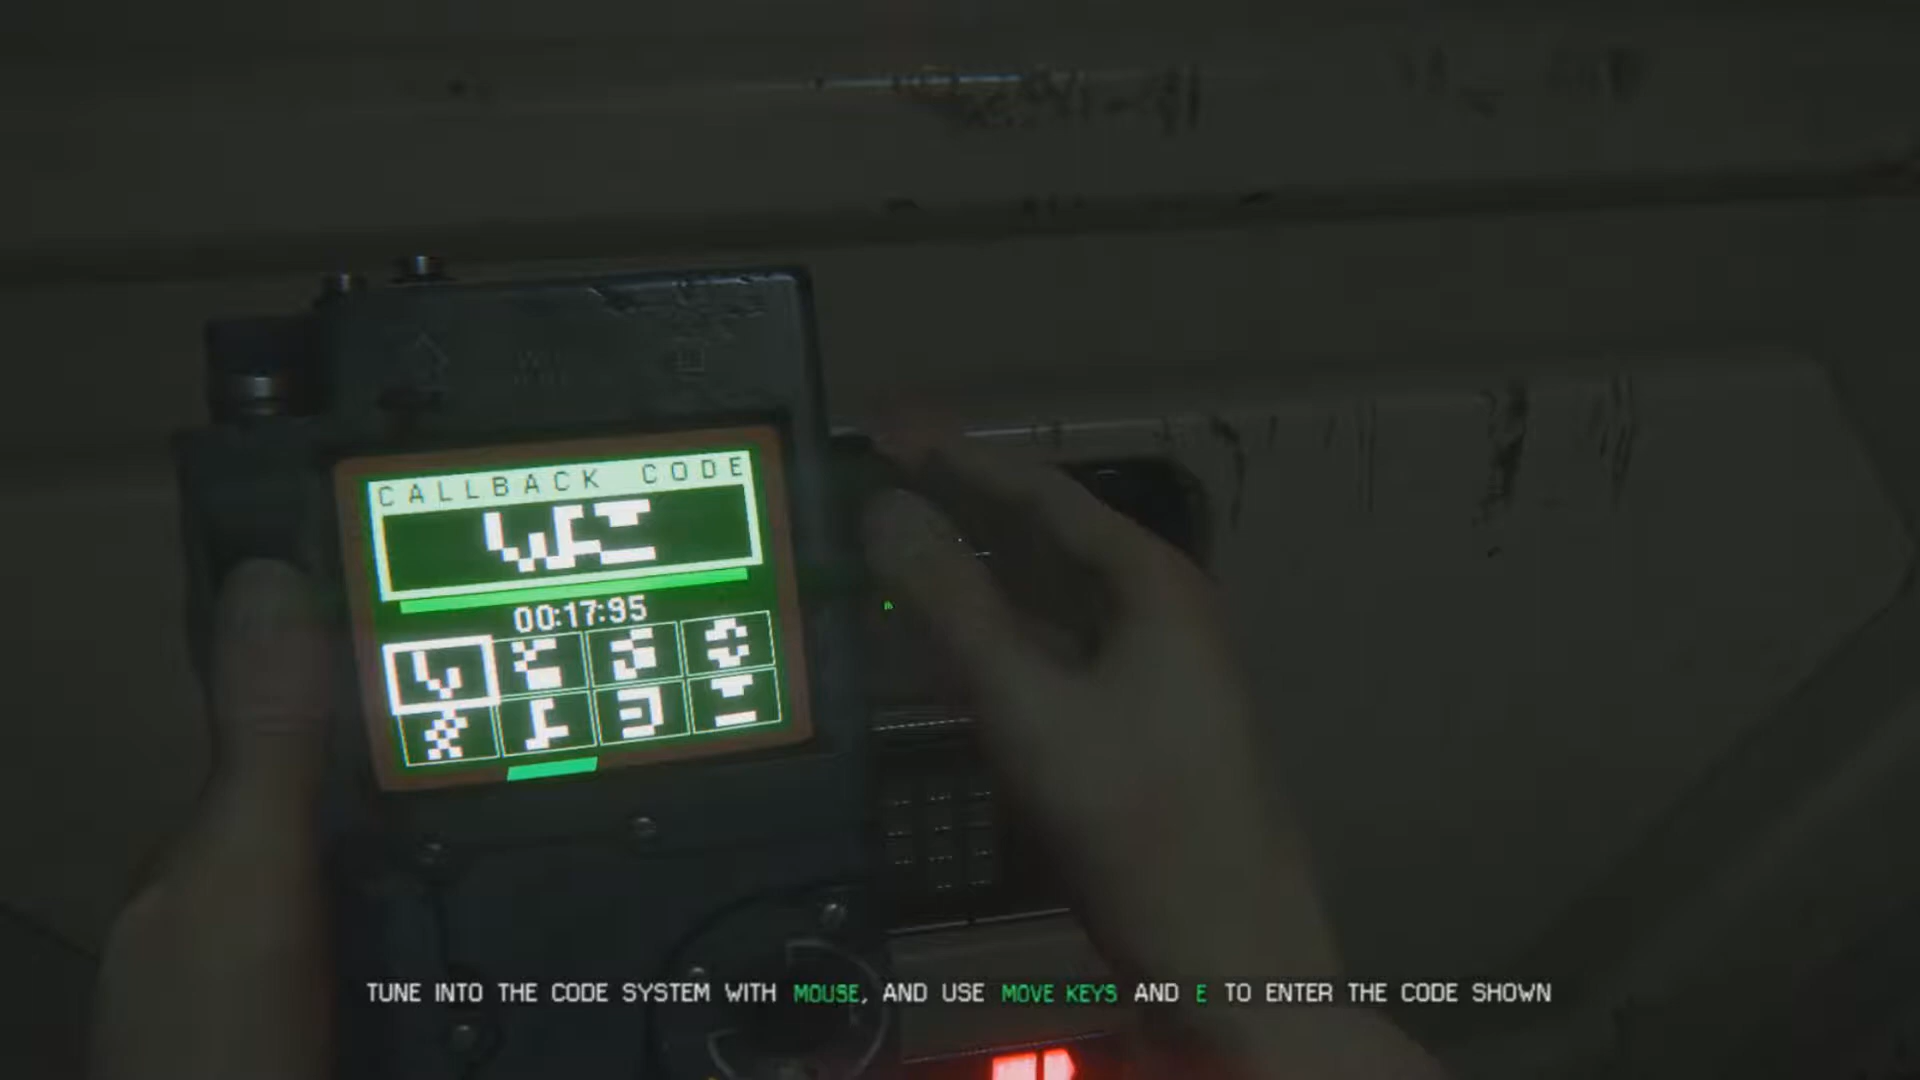 CALLBACK CODE
00:17:95
TUNE INTO THE CODE SYSTEM WITH MOUSE, AND USE MOVE KEYS AND E TO ENTER THE CODE SHOWN